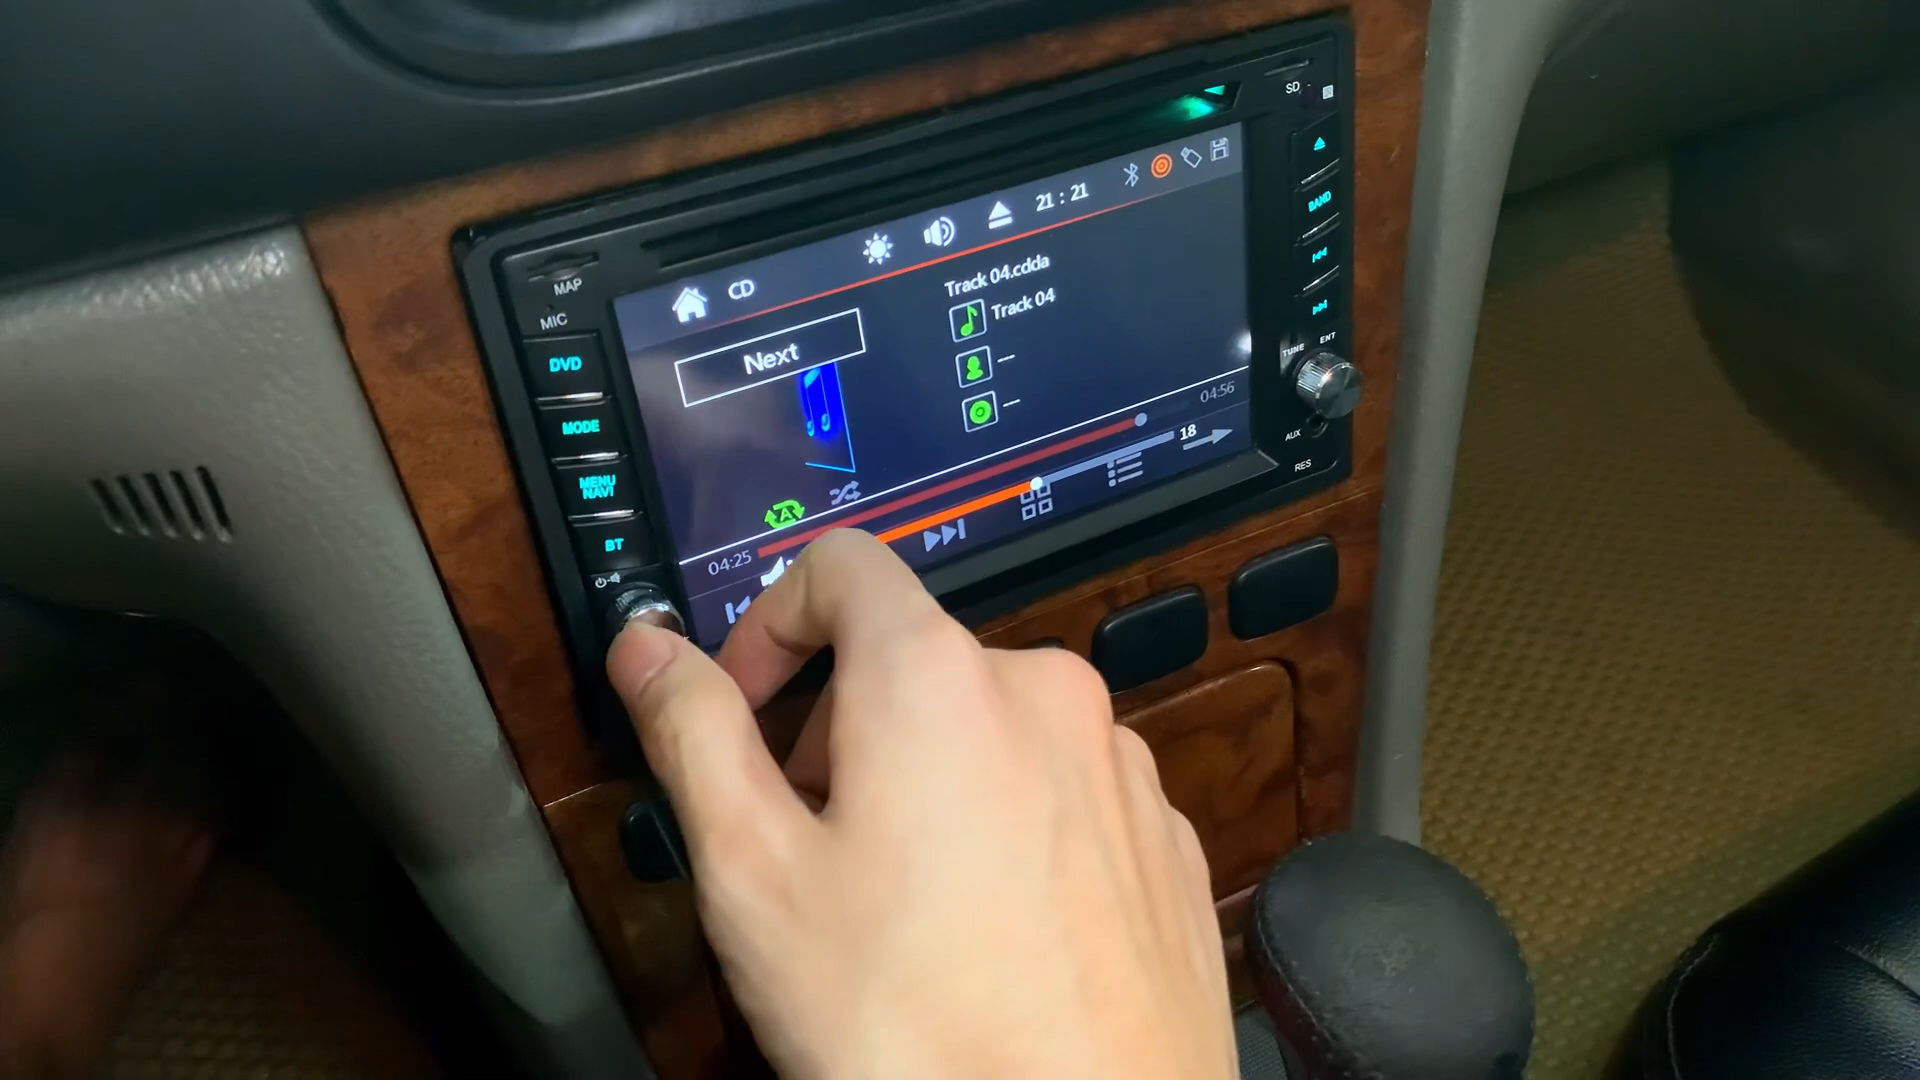 SD
MAP
MIC
DVD
MODE
MENU
NAVI
BT
CD
21 : 21
Next
Track 04.cdda
Track 04
--
--
A
04:25
04:56
18
BAND
TUNE
ENT
AUX
RES